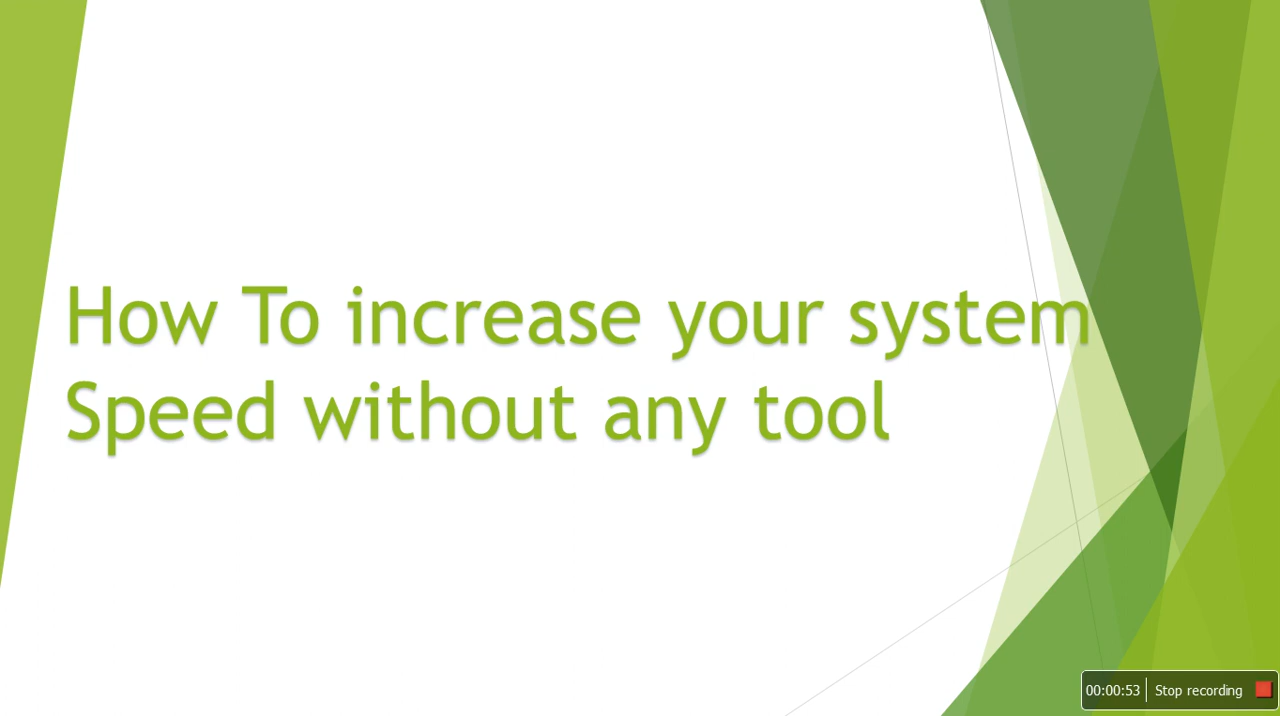 How To increase your system
Speed without any tool
00:00:53 Stop recording